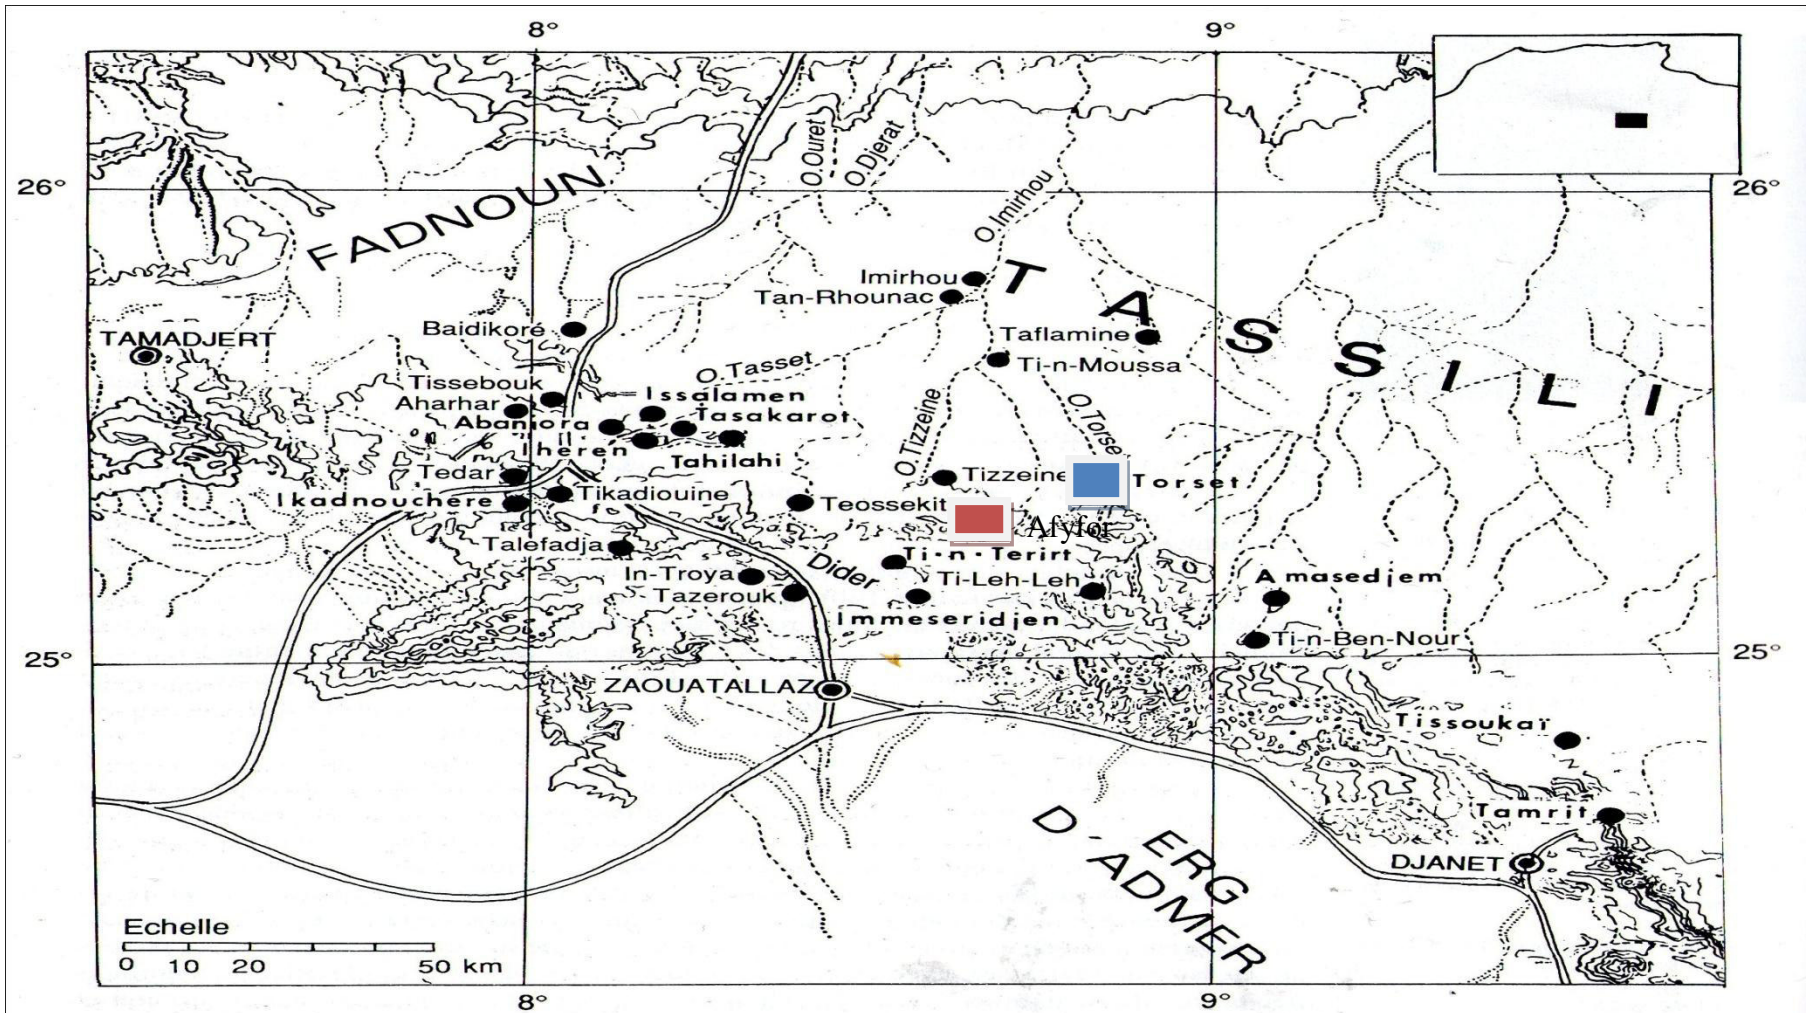 8°
9°
26°
26°
O.Ouret
O.Djerat
FADNOUN
O.Imirhou
Imirhou
Tan-Rhounac
TASSILI
Baidikoré
Taflamine
TAMADJERT
Ti-n-Moussa
O.Tasset
Tissebouk
Aharhar
Issalamen
Tasakarot
Abaniora
O.Tizzeine
O.Torse
Iheren
Tahilahi
Tedar
Tizzeine
Torset
Ikadnouchere
Tikadiouine
Teossekit
Afyfor
Talefadja
Dider
Ti-n-Terirt
In-Troya
Ti-Leh-Leh
Amasedjem
Tazerouk
Immeseridjen
Ti-n-Ben-Nour
25°
25°
ZAOUATALLAZ
Tissoukaï
Tamrit
ERG
D'ADMER
DJANET
Echelle
0 10 20 50 km
8°
9°